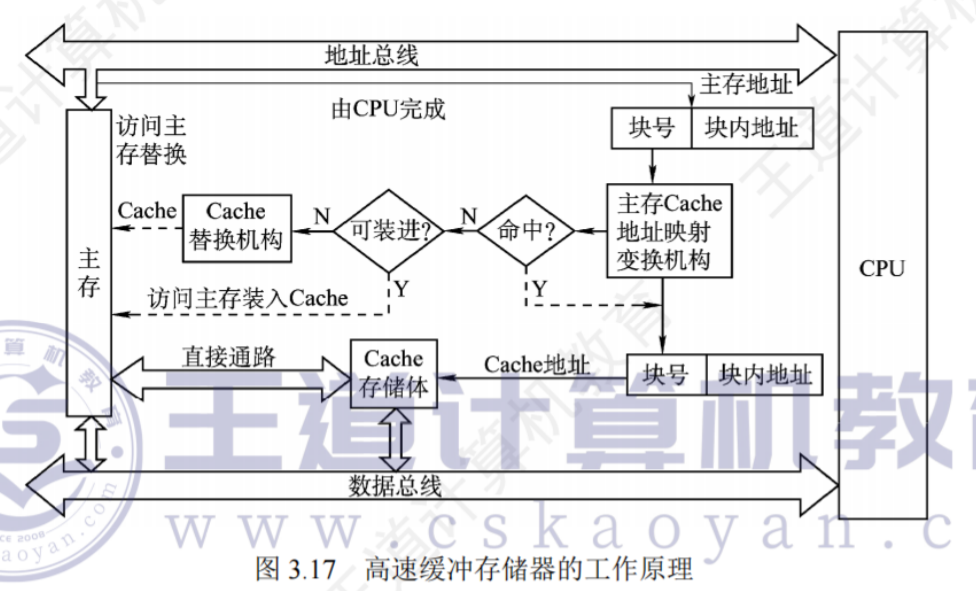 地址总线
主存地址
由CPU完成
块号 块内地址
访问主
存替换
Cache
Cache
替换机构
N
可装进?
N
命中?
主存Cache
地址映射
变换机构
CPU
主存
Y
Y
访问主存装入Cache
直接通路
Cache
存储体
Cache地址
块号 块内地址
数据总线
王道计算机教育
www.cskaoyan.c
图 3.17 高速缓冲存储器的工作原理